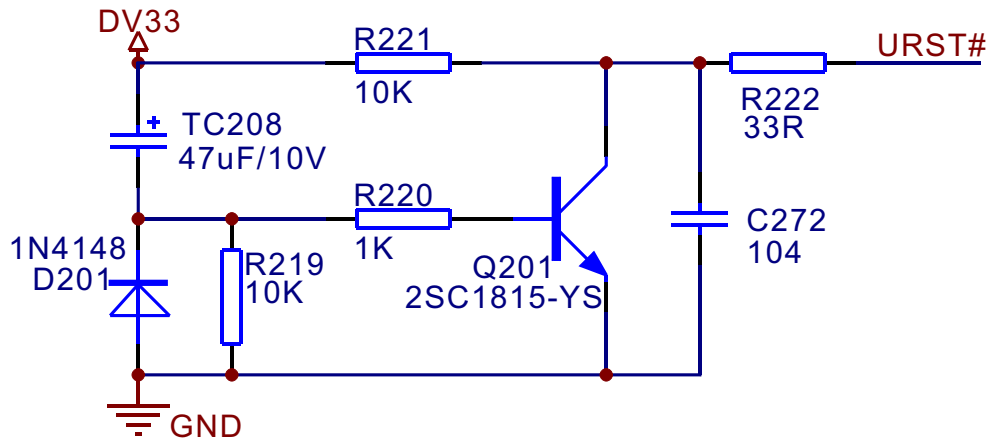 DV33
R221
10K
URST#
R222
33R
TC208
47uF/10V
+
R220
1K
C272
104
1N4148
D201
R219
10K
Q201
2SC1815-YS
GND